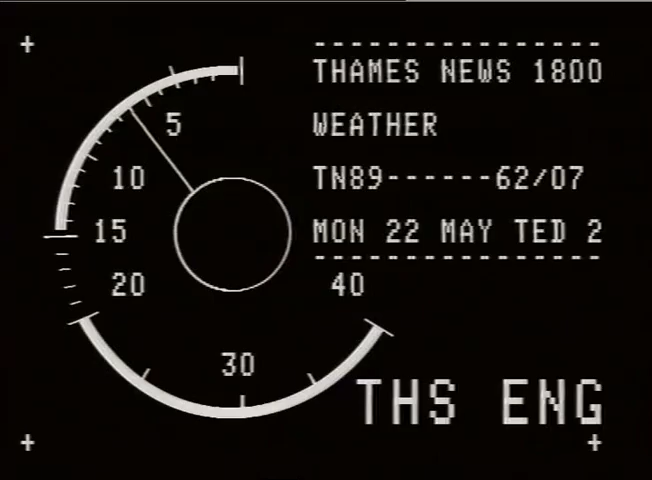 ----------------
THAMES NEWS 1800
WEATHER
TN89------62/07
MON 22 MAY TED 2
----------------
5
10
15
20
30
40
THS ENG